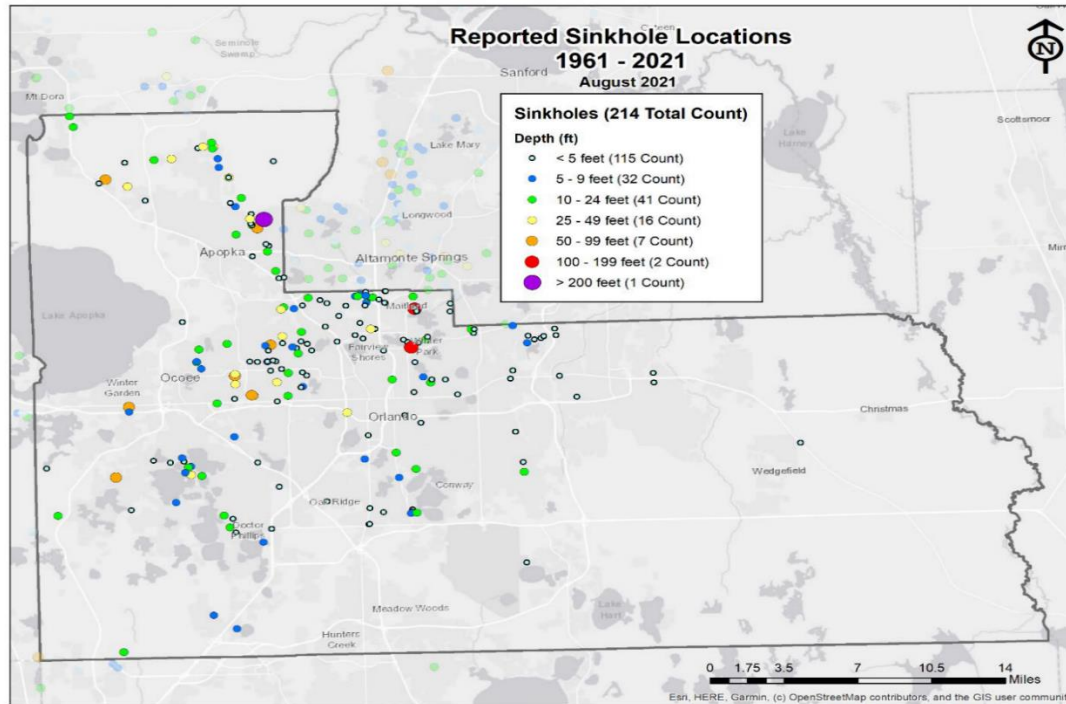 Reported Sinkhole Locations
1961 - 2021
August 2021
Sinkholes (214 Total Count)
Depth (ft)
< 5 feet (115 Count)
5 - 9 feet (32 Count)
10 - 24 feet (41 Count)
25 - 49 feet (16 Count)
50 - 99 feet (7 Count)
100 - 199 feet (2 Count)
> 200 feet (1 Count)
N
Seminole
Swamp
Sanford
Mt Dora
Scottsmoor
Lake
Harney
Lake Mary
Longwood
Apopka
Altamonte Springs
Lake Apopka
Maitland
Fairview
Shores
Winter
Park
Ocoee
Winter
Garden
Orlando
Christmas
Wedgefield
Conway
Oak Ridge
Doctor
Phillips
Meadow Woods
Lake
Hart
Hunters
Creek
0 1.75 3.5 7 10.5 14
Miles
Esri, HERE, Garmin, (c) OpenStreetMap contributors, and the GIS user communit